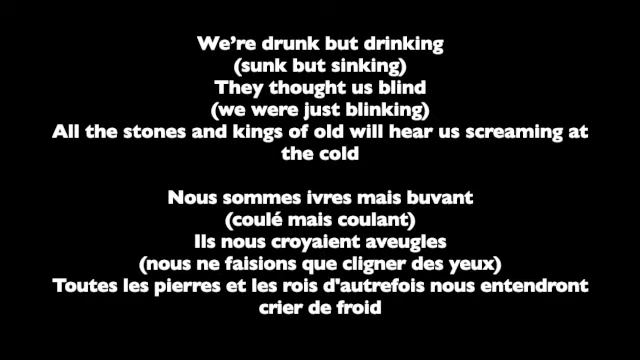 We’re drunk but drinking
(sunk but sinking)
They thought us blind
(we were just blinking)
All the stones and kings of old will hear us screaming at
the cold
Nous sommes ivres mais buvant
(coulé mais coulant)
Ils nous croyaient aveugles
(nous ne faisions que cligner des yeux)
Toutes les pierres et les rois d'autrefois nous entendront
crier de froid